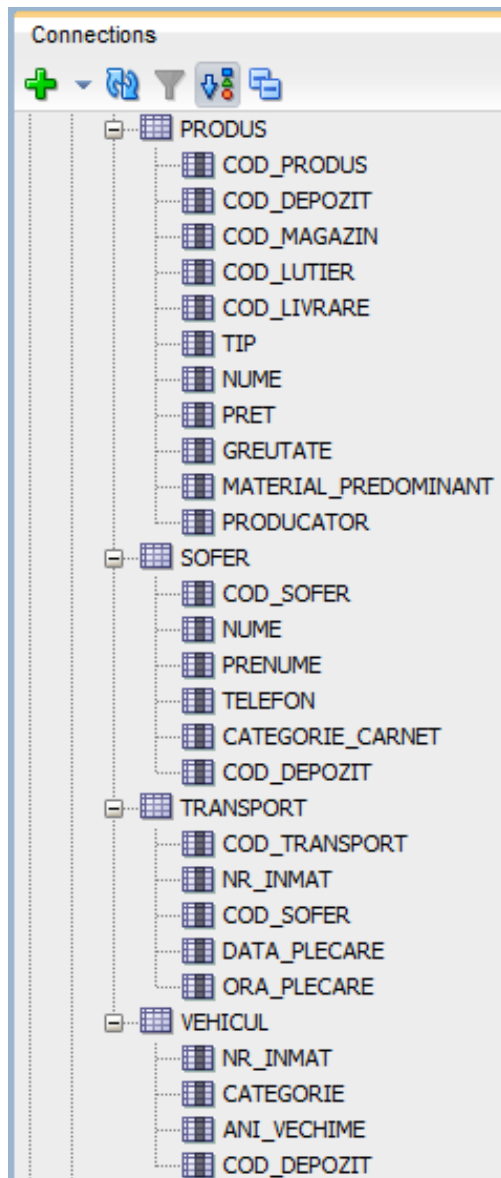 Connections
PRODUS
COD_PRODUS
COD_DEPOZIT
COD_MAGAZIN
COD_LUTIER
COD_LIVRARE
TIP
NUME
PRET
GREUTATE
MATERIAL_PREDOMINANT
PRODUCATOR
SOFER
COD_SOFER
NUME
PRENUME
TELEFON
CATEGORIE_CARNET
COD_DEPOZIT
TRANSPORT
COD_TRANSPORT
NR_INMAT
COD_SOFER
DATA_PLECARE
ORA_PLECARE
VEHICUL
NR_INMAT
CATEGORIE
ANI_VECHIME
COD_DEPOZIT